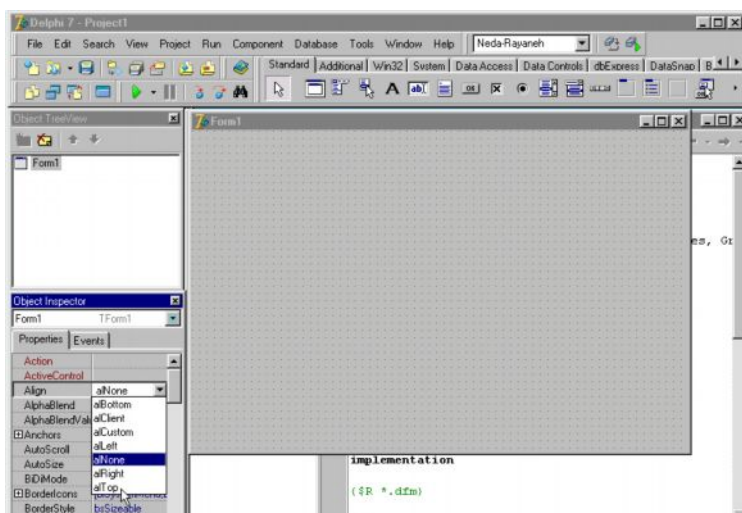 Delphi 7 - Project1
File Edit Search View Project Run Component Database Tools Window Help
Neda-Rayaneh
Standard Additional Win32 System Data Access Data Controls dbExpress DataSnap B
Object TreeView
Form1
Form1
es, Gr
Object Inspector
Form1 TForm1
Properties Events
Action
ActiveControl
Align alNone
AlphaBlend
AlphaBlendVal
Anchors
AutoScroll
AutoSize
BiDiMode
BorderIcons
BorderStyle bsSizeable
alBottom
alClient
alCustom
alLeft
alNone
alRight
alTop
implementation
{$R *.dfm}